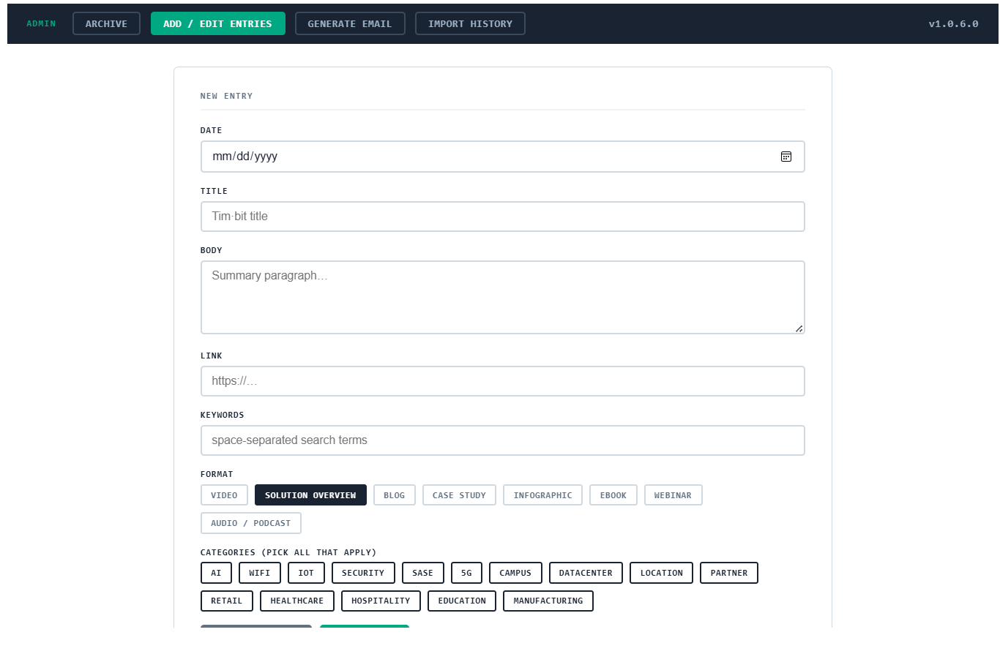 ADMIN ARCHIVE ADD / EDIT ENTRIES GENERATE EMAIL IMPORT HISTORY v1.0.6.0
NEW ENTRY
DATE
mm/dd/yyyy
TITLE
Tim·bit title
BODY
Summary paragraph…
LINK
https://…
KEYWORDS
space-separated search terms
FORMAT
VIDEO SOLUTION OVERVIEW BLOG CASE STUDY INFOGRAPHIC EBOOK WEBINAR
AUDIO / PODCAST
CATEGORIES (PICK ALL THAT APPLY)
AI WIFI IOT SECURITY SASE 5G CAMPUS DATACENTER LOCATION PARTNER
RETAIL HEALTHCARE HOSPITALITY EDUCATION MANUFACTURING